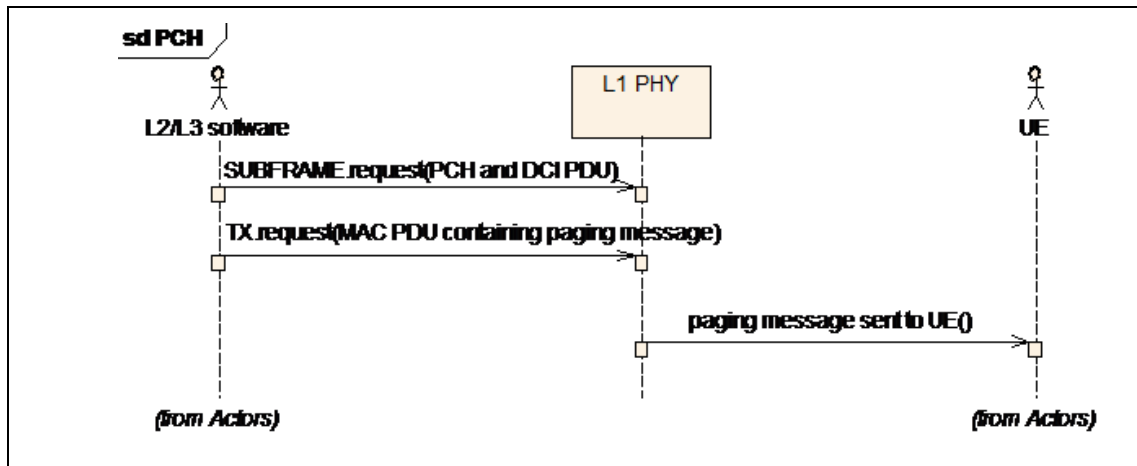 sd PCH
L2/L3 software
L1 PHY
UE
SUBFRAME.request(PCH and DCI PDU)
TX.request(MAC PDU containing paging message)
paging message sent to UE()
(from Actors)
(from Actors)